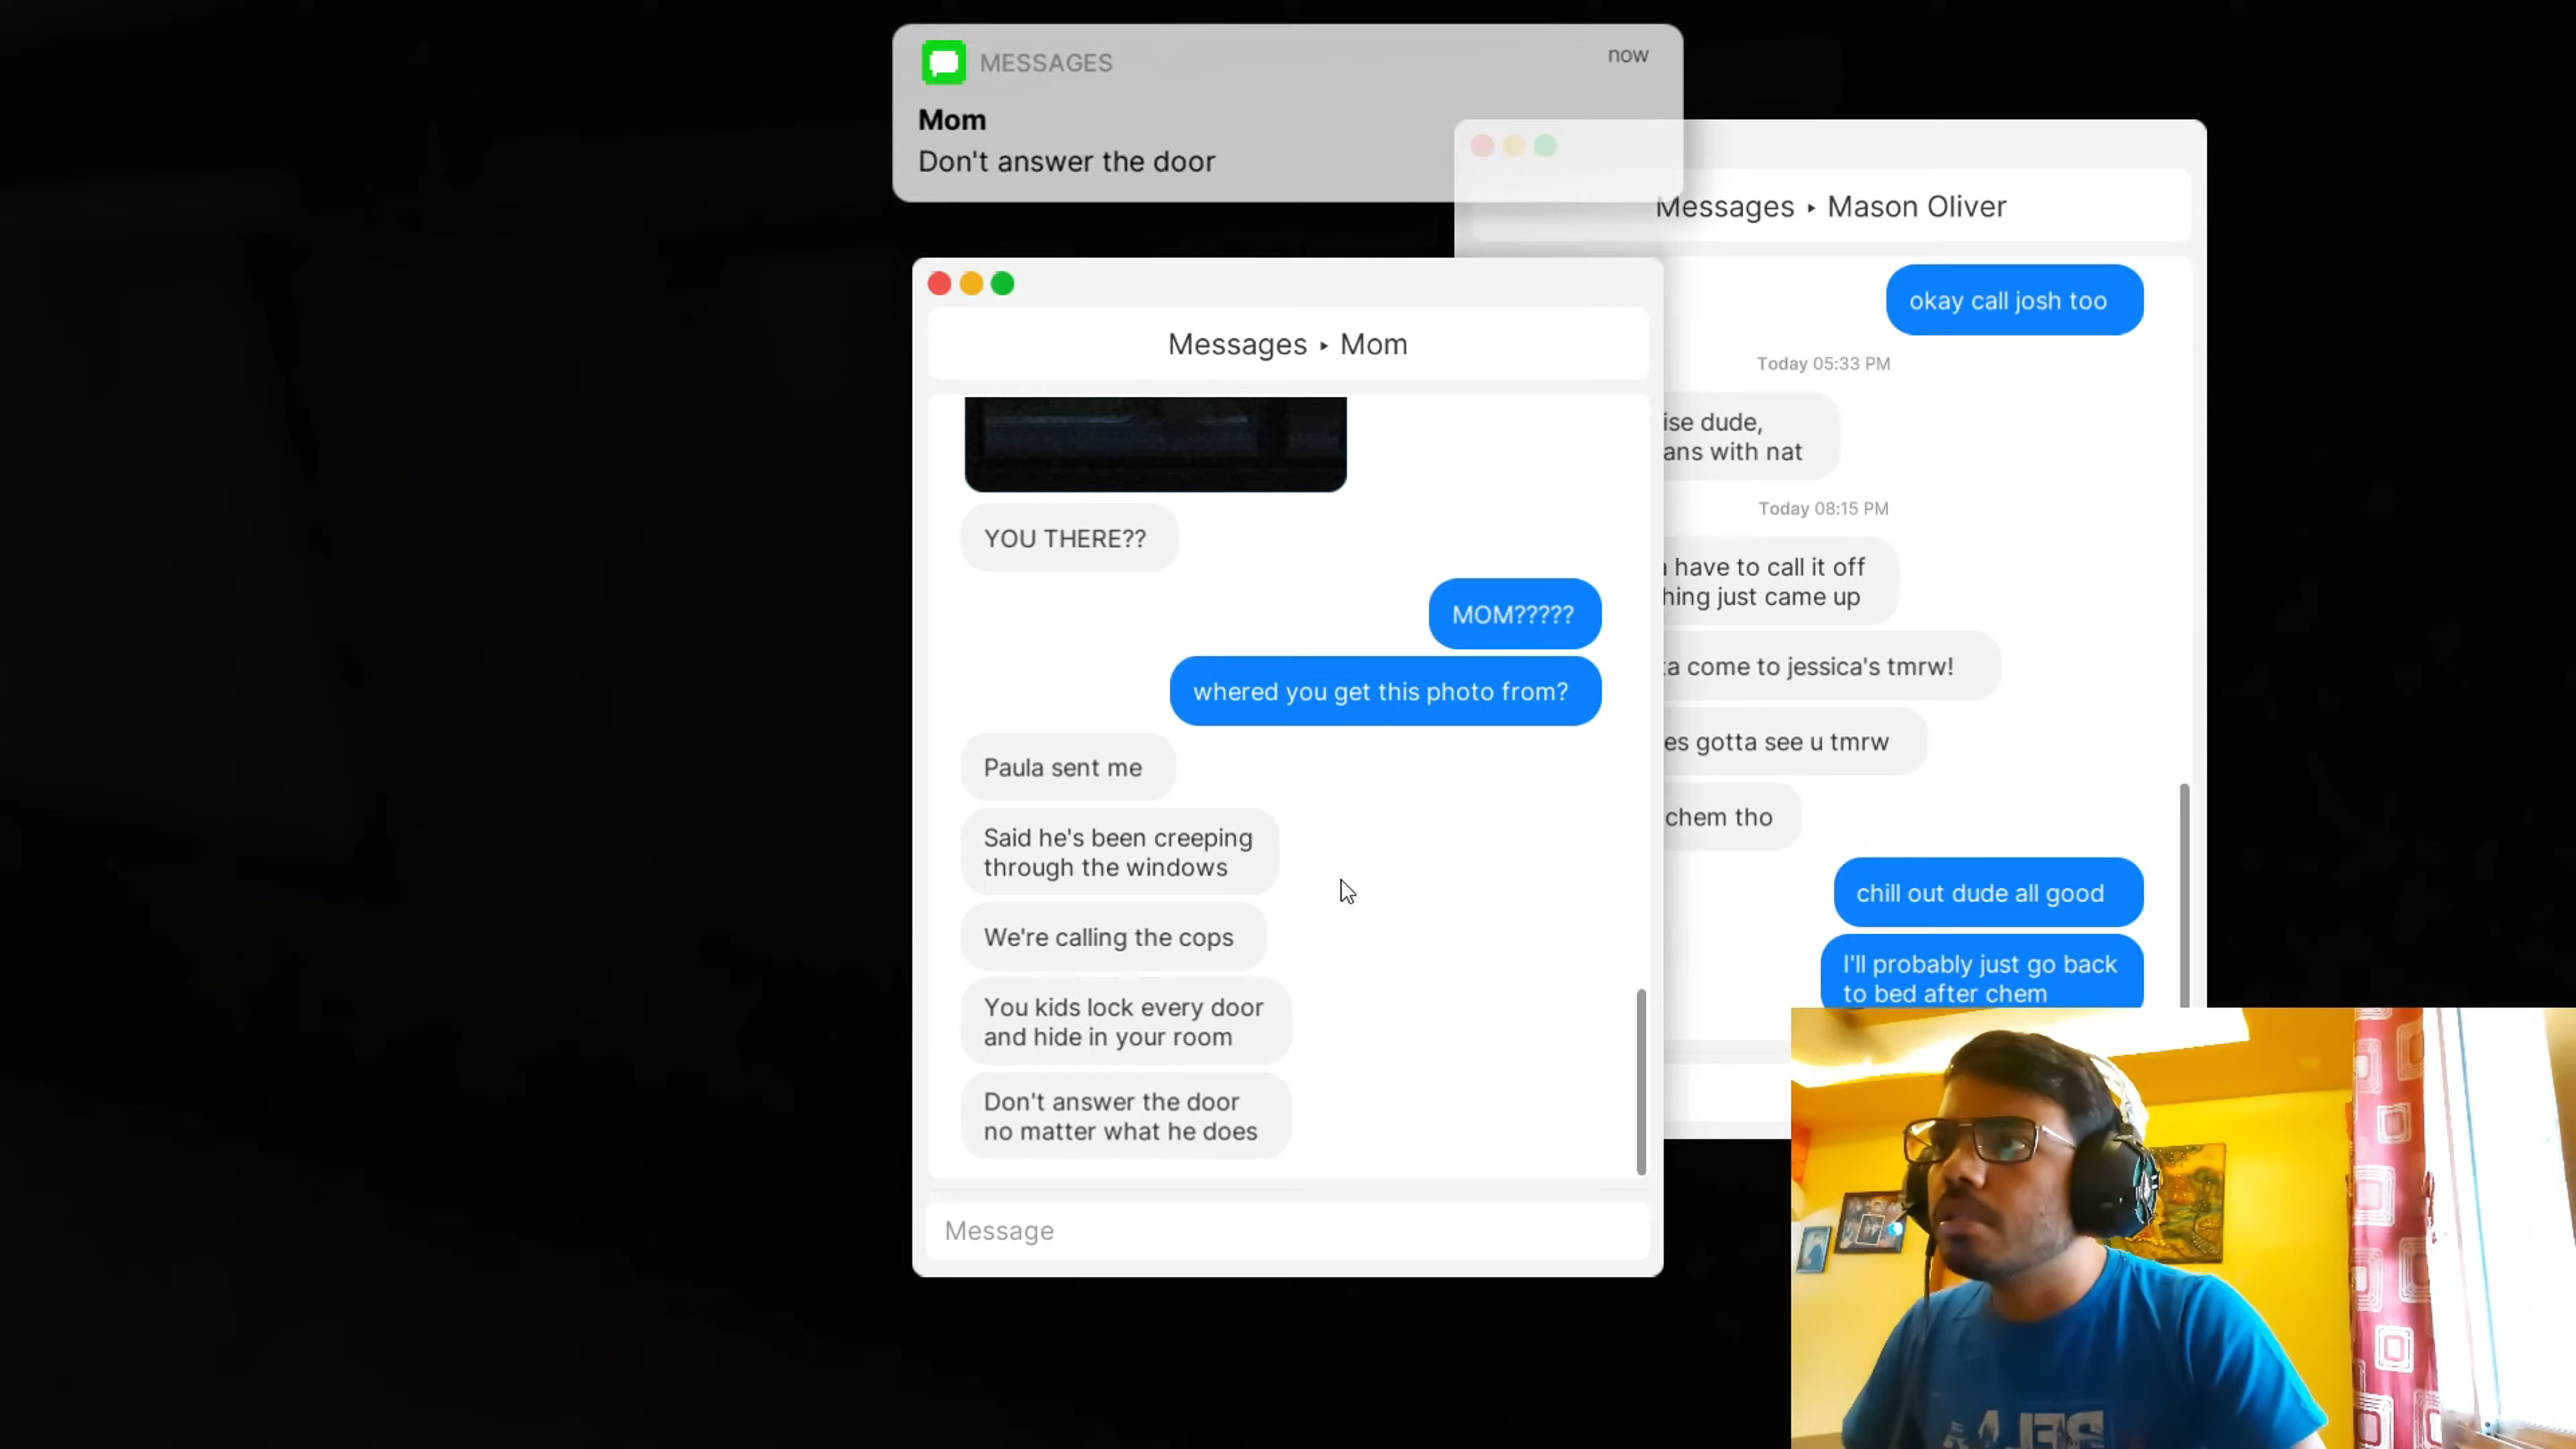 MESSAGES
now
Mom
Don't answer the door
Messages ‣ Mason Oliver
okay call josh too
Today 05:33 PM
dude,
with nat
Today 08:15 PM
have to call it off
just came up
come to jessica's tmrw!
gotta see u tmrw
chem tho
chill out dude all good
I'll probably just go back
to bed after chem
Messages ‣ Mom
YOU THERE??
MOM?????
whered you get this photo from?
Paula sent me
Said he's been creeping
through the windows
We're calling the cops
You kids lock every door
and hide in your room
Don't answer the door
no matter what he does
Message